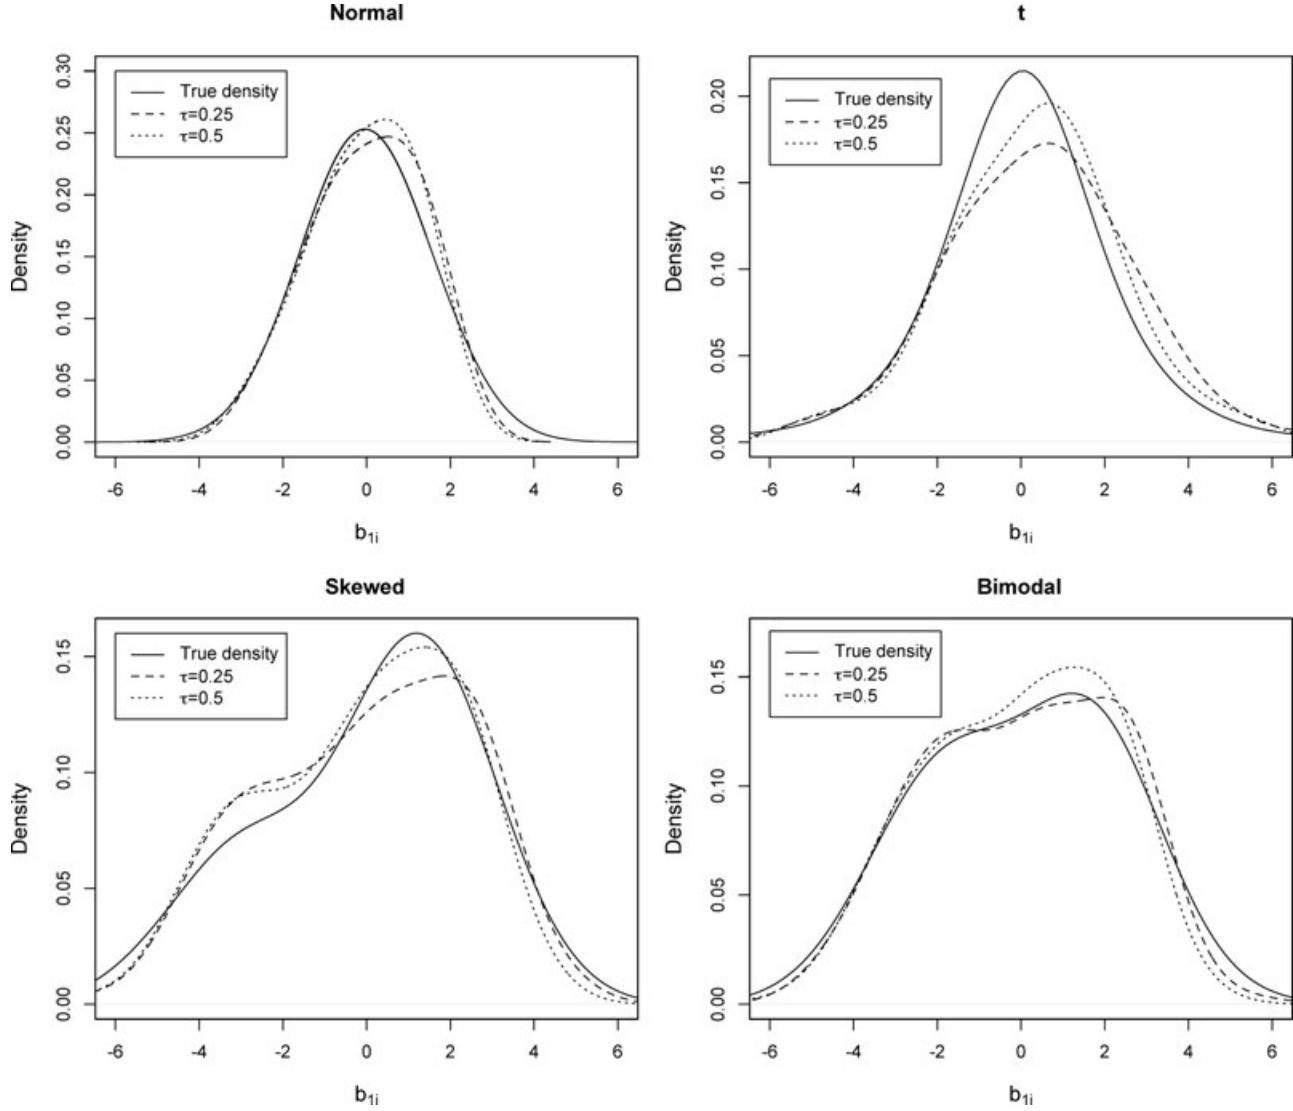 Normal
0.30
0.25
0.20
0.15
0.10
0.05
0.00
Density
True density
τ=0.25
τ=0.5
-6 -4 -2 0 2 4 6
b1i
t
0.20
0.15
0.10
0.05
0.00
Density
True density
τ=0.25
τ=0.5
-6 -4 -2 0 2 4 6
b1i
Skewed
0.15
0.10
0.05
0.00
Density
True density
τ=0.25
τ=0.5
-6 -4 -2 0 2 4 6
b1i
Bimodal
0.15
0.10
0.05
0.00
Density
True density
τ=0.25
τ=0.5
-6 -4 -2 0 2 4 6
b1i